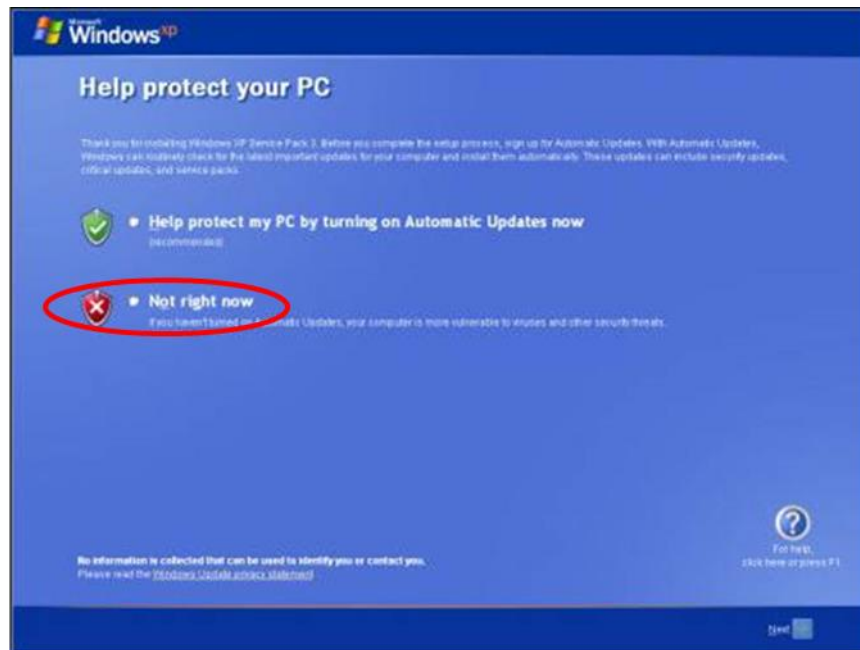 Microsoft
Windows xp
Help protect your PC
Thank you for installing Windows XP Service Pack 3. Before you complete the setup process, sign up for Automatic Updates. With Automatic Updates,
Windows can routinely check for the latest important updates for your computer and install them automatically. These updates can include security updates,
critical updates, and service packs.
Help protect my PC by turning on Automatic Updates now
(recommended)
Not right now
If you haven't turned on Automatic Updates, your computer is more vulnerable to viruses and other security threats.
For help,
click here or press F1
No information is collected that can be used to identify you or contact you.
Please read the Windows Update privacy statement
Next